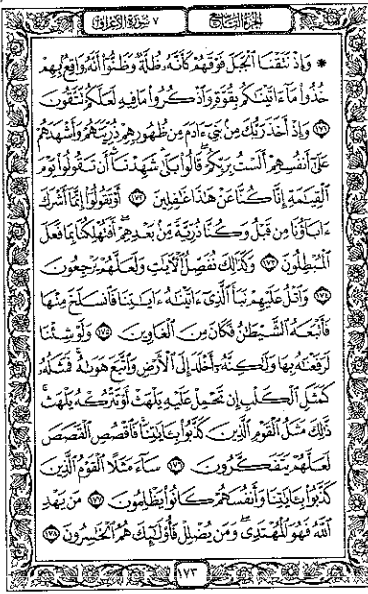 الجزء التاسع ٧ سورة الأعراف
۞ وَإِذۡ نَتَقۡنَا ٱلۡجَبَلَ فَوۡقَهُمۡ كَأَنَّهُۥ ظُلَّةٞ وَظَنُّوٓاْ أَنَّهُۥ وَاقِعُۢ بِهِمۡ
خُذُواْ مَآ ءَاتَيۡنَٰكُم بِقُوَّةٖ وَٱذۡكُرُواْ مَا فِيهِ لَعَلَّكُمۡ تَتَّقُونَ
١٧١ وَإِذۡ أَخَذَ رَبُّكَ مِنۢ بَنِيٓ ءَادَمَ مِن ظُهُورِهِمۡ ذُرِّيَّتَهُمۡ وَأَشۡهَدَهُمۡ
عَلَىٰٓ أَنفُسِهِمۡ أَلَسۡتُ بِرَبِّكُمۡۖ قَالُواْ بَلَىٰ شَهِدۡنَآۚ أَن تَقُولُواْ يَوۡمَ
ٱلۡقِيَٰمَةِ إِنَّا كُنَّا عَنۡ هَٰذَا غَٰفِلِينَ ١٧٢ أَوۡ تَقُولُوٓاْ إِنَّمَآ أَشۡرَكَ
ءَابَآؤُنَا مِن قَبۡلُ وَكُنَّا ذُرِّيَّةٗ مِّنۢ بَعۡدِهِمۡۖ أَفَتُهۡلِكُنَا بِمَا فَعَلَ
ٱلۡمُبۡطِلُونَ ١٧٣ وَكَذَٰلِكَ نُفَصِّلُ ٱلۡأٓيَٰتِ وَلَعَلَّهُمۡ يَرۡجِعُونَ
١٧٤ وَٱتۡلُ عَلَيۡهِمۡ نَبَأَ ٱلَّذِيٓ ءَاتَيۡنَٰهُ ءَايَٰتِنَا فَٱنسَلَخَ مِنۡهَا
فَأَتۡبَعَهُ ٱلشَّيۡطَٰنُ فَكَانَ مِنَ ٱلۡغَاوِينَ ١٧٥ وَلَوۡ شِئۡنَا
لَرَفَعۡنَٰهُ بِهَا وَلَٰكِنَّهُۥٓ أَخۡلَدَ إِلَى ٱلۡأَرۡضِ وَٱتَّبَعَ هَوَىٰهُۚ فَمَثَلُهُۥ
كَمَثَلِ ٱلۡكَلۡبِ إِن تَحۡمِلۡ عَلَيۡهِ يَلۡهَثۡ أَوۡ تَتۡرُكۡهُ يَلۡهَثۚ
ذَّٰلِكَ مَثَلُ ٱلۡقَوۡمِ ٱلَّذِينَ كَذَّبُواْ بِـَٔايَٰتِنَاۚ فَٱقۡصُصِ ٱلۡقَصَصَ
لَعَلَّهُمۡ يَتَفَكَّرُونَ ١٧٦ سَآءَ مَثَلًا ٱلۡقَوۡمُ ٱلَّذِينَ
كَذَّبُواْ بِـَٔايَٰتِنَا وَأَنفُسَهُمۡ كَانُواْ يَظۡلِمُونَ ١٧٧ مَن يَهۡدِ
ٱللَّهُ فَهُوَ ٱلۡمُهۡتَدِيۖ وَمَن يُضۡلِلۡ فَأُوْلَٰٓئِكَ هُمُ ٱلۡخَٰسِرُونَ ١٧٨
١٧٣